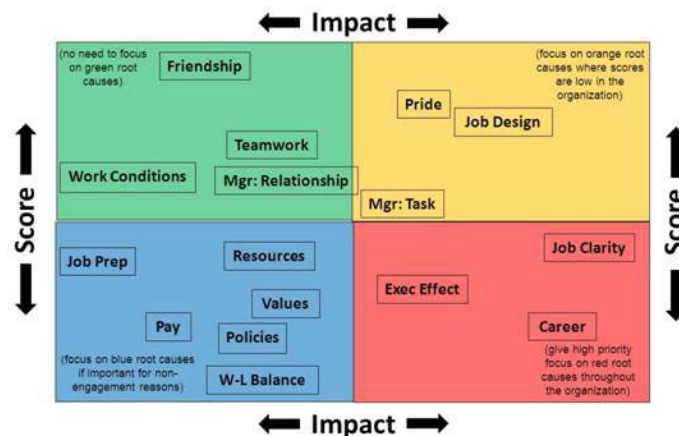 Impact
(no need to focus
on green root
causes)
Friendship
Teamwork
Work Conditions
Mgr: Relationship
(focus on orange root
causes where scores
are low in the
organization)
Pride
Job Design
Mgr: Task
Score
Score
Job Prep
Resources
Values
Pay
Policies
(focus on blue root causes
if important for non-
engagement reasons)
W-L Balance
Job Clarity
Exec Effect
Career
(give high priority
focus on red root
causes throughout
the organization)
Impact